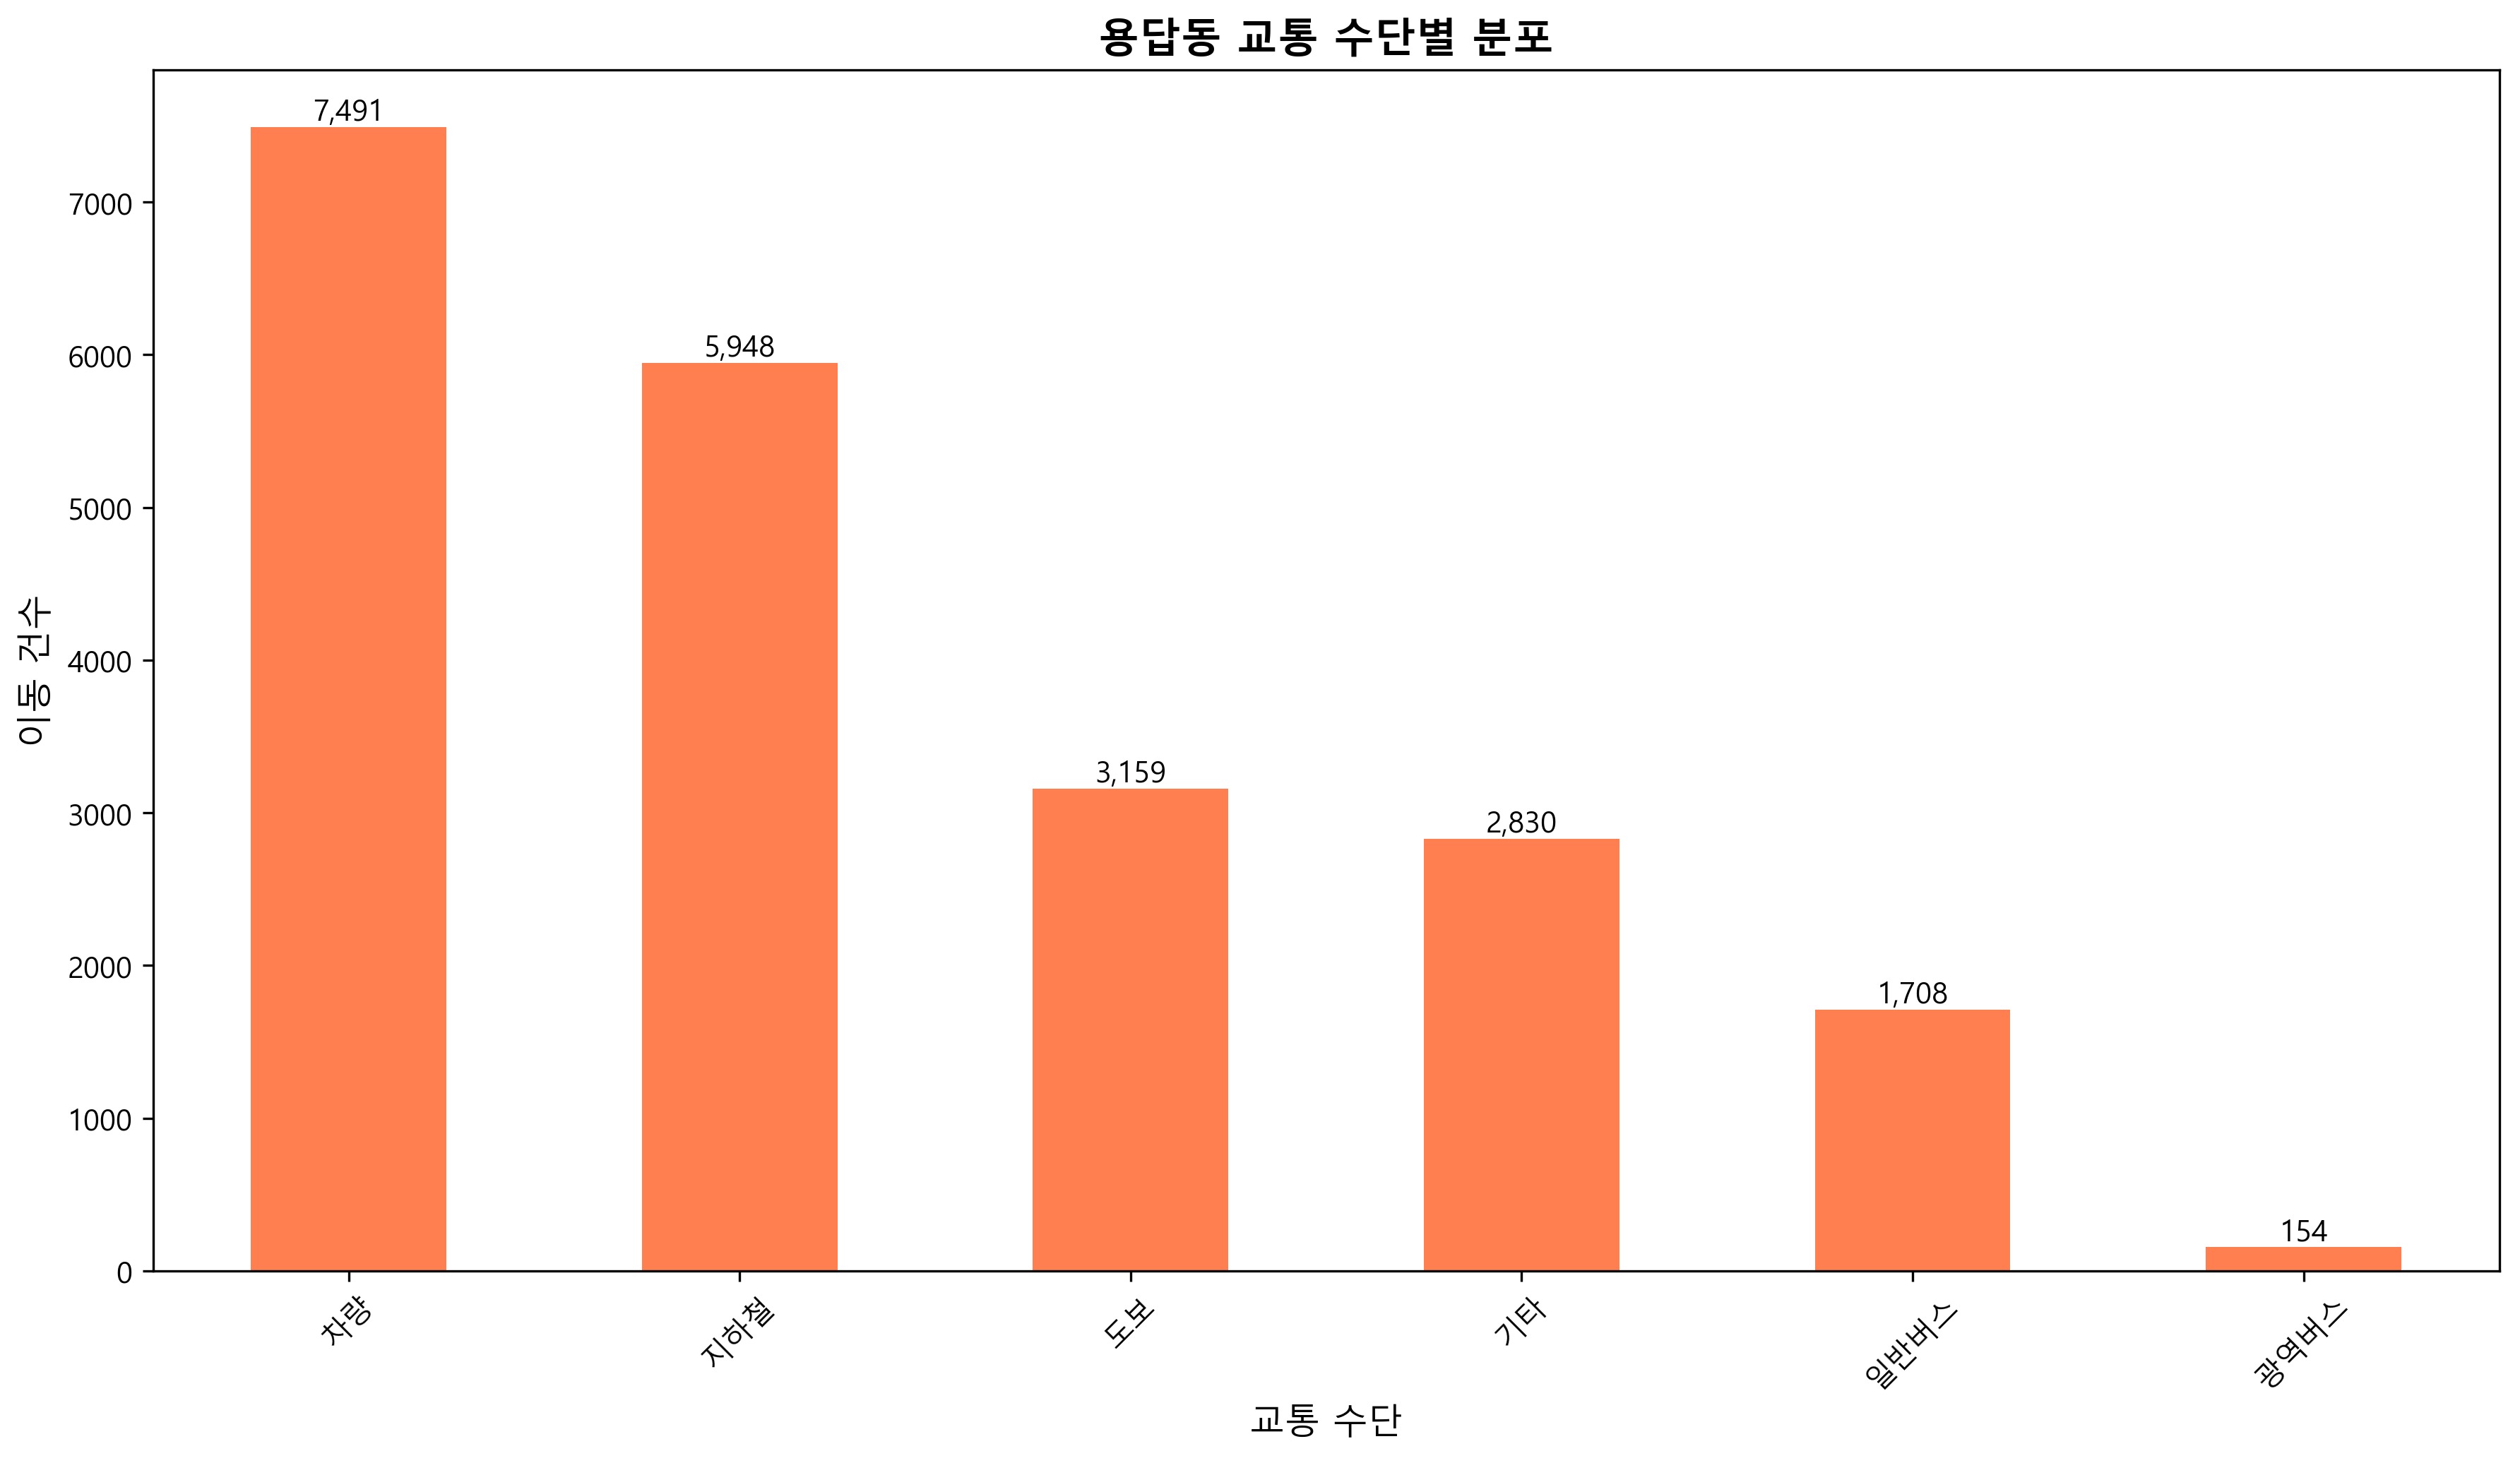 용답동 교통 수단별 분포
이동 건수
7000
6000
5000
4000
3000
2000
1000
0
7,491
5,948
3,159
2,830
1,708
154
차량
지하철
도보
기타
일반버스
광역버스
교통 수단